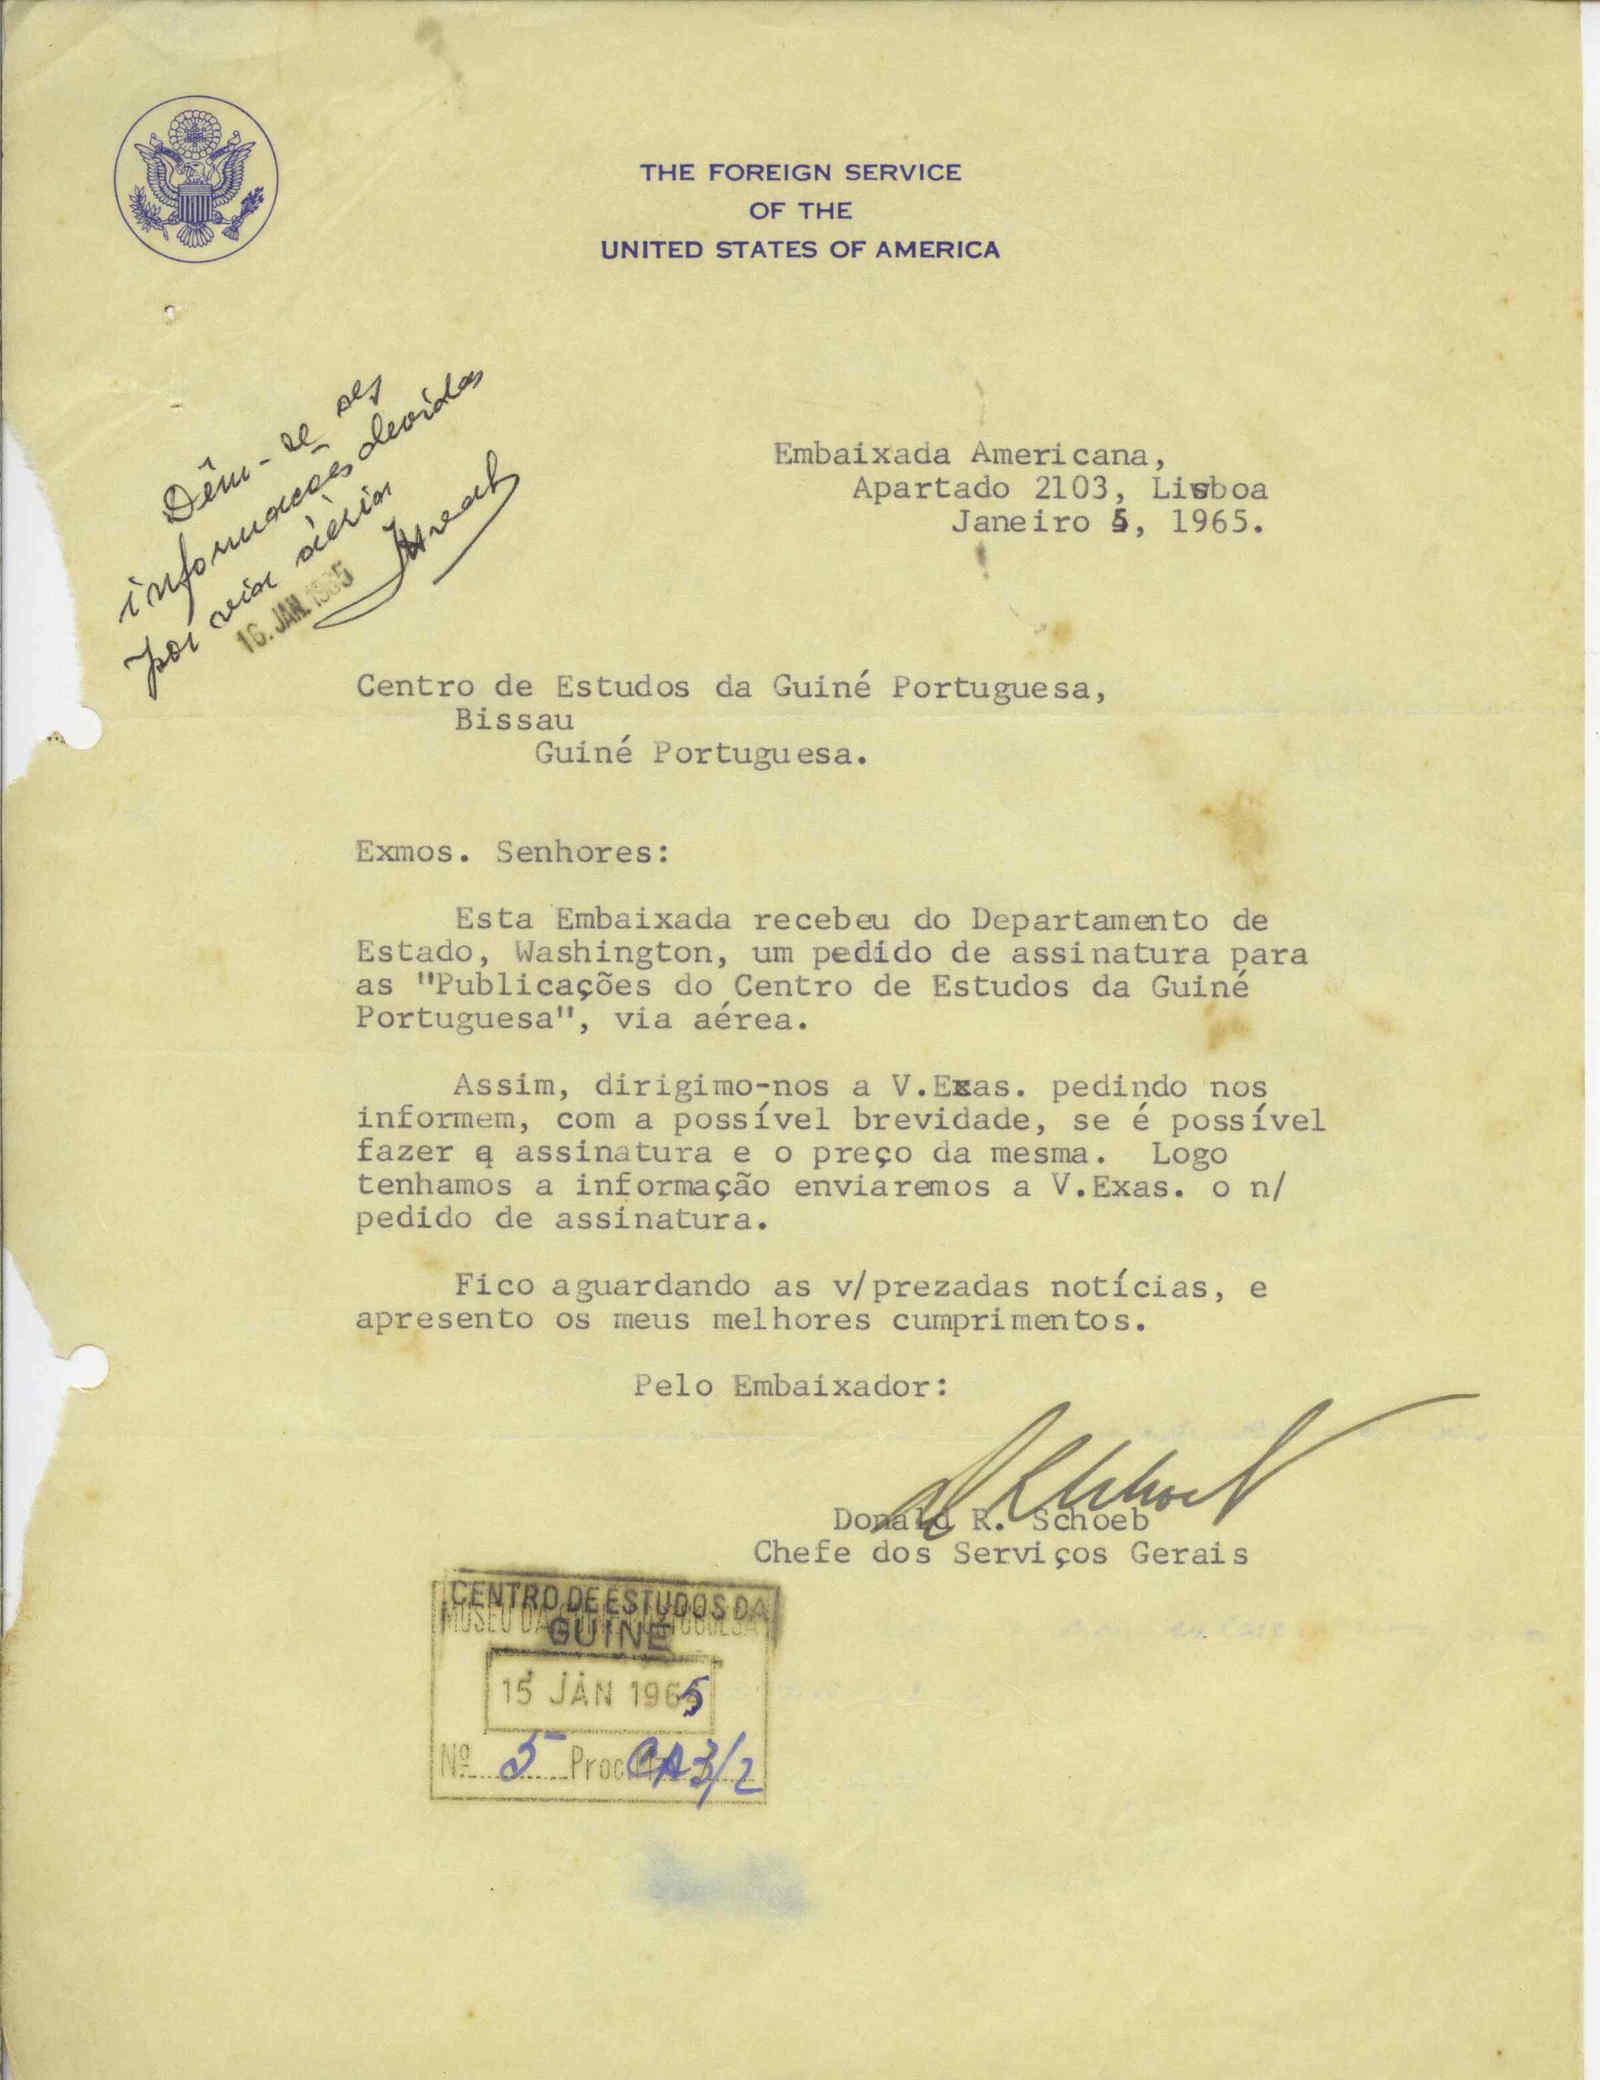 THE FOREIGN SERVICE
OF THE
UNITED STATES OF AMERICA
Dêm-se as
informações devidas
por via aérea
16. JAN. 1965
Embaixada Americana,
Apartado 2103, Lisboa
Janeiro 5, 1965.
Centro de Estudos da Guiné Portuguesa,
Bissau
Guiné Portuguesa.
Exmos. Senhores:
Esta Embaixada recebeu do Departamento de
Estado, Washington, um pedido de assinatura para
as "Publicações do Centro de Estudos da Guiné
Portuguesa", via aérea.
Assim, dirigimo-nos a V.Exas. pedindo nos
informem, com a possível brevidade, se é possível
fazer a assinatura e o preço da mesma. Logo
tenhamos a informação enviaremos a V.Exas. o n/
pedido de assinatura.
Fico aguardando as v/prezadas notícias, e
apresento os meus melhores cumprimentos.
Pelo Embaixador:
Donald R. Schoeb
Chefe dos Serviços Gerais
CENTRO DE ESTUDOS DA
MUSEU DA
GUINÉ
15 JAN 1965
Nº 5 Proc. CA3/2